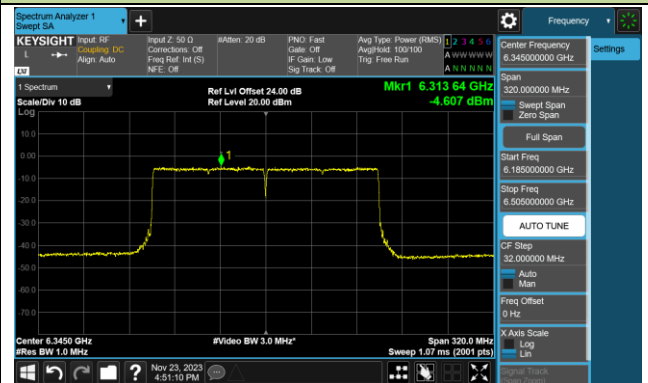 Spectrum Analyzer 1
Swept SA
Frequency
KEYSIGHT
Input: RF
Coupling: DC
Align: Auto
Input Z: 50 Ω
Corrections: Off
Freq Ref: Int (S)
NFE: Off
#Atten: 20 dB
PNO: Fast
Gate: Off
IF Gain: Low
Sig Track: Off
Avg Type: Power (RMS)
Avg|Hold: 100/100
Trig: Free Run
1 2 3 4 5 6
A W W W W W
A N N N N N
L
LXI
1 Spectrum
Scale/Div 10 dB
Log
Ref Lvl Offset 24.00 dB
Ref Level 20.00 dBm
Mkr1 6.313 64 GHz
-4.607 dBm
10.0
0.00
-10.0
-20.0
-30.0
-40.0
-50.0
-60.0
-70.0
1
Center 6.3450 GHz
#Res BW 1.0 MHz
#Video BW 3.0 MHz*
Span 320.0 MHz
Sweep 1.07 ms (2001 pts)
Nov 23, 2023
4:51:10 PM
Center Frequency
6.345000000 GHz
Span
320.000000 MHz
Swept Span
Zero Span
Full Span
Start Freq
6.185000000 GHz
Stop Freq
6.505000000 GHz
AUTO TUNE
CF Step
32.000000 MHz
Auto
Man
Freq Offset
0 Hz
X Axis Scale
Log
Lin
Signal Track
(Span Zoom)
Settings